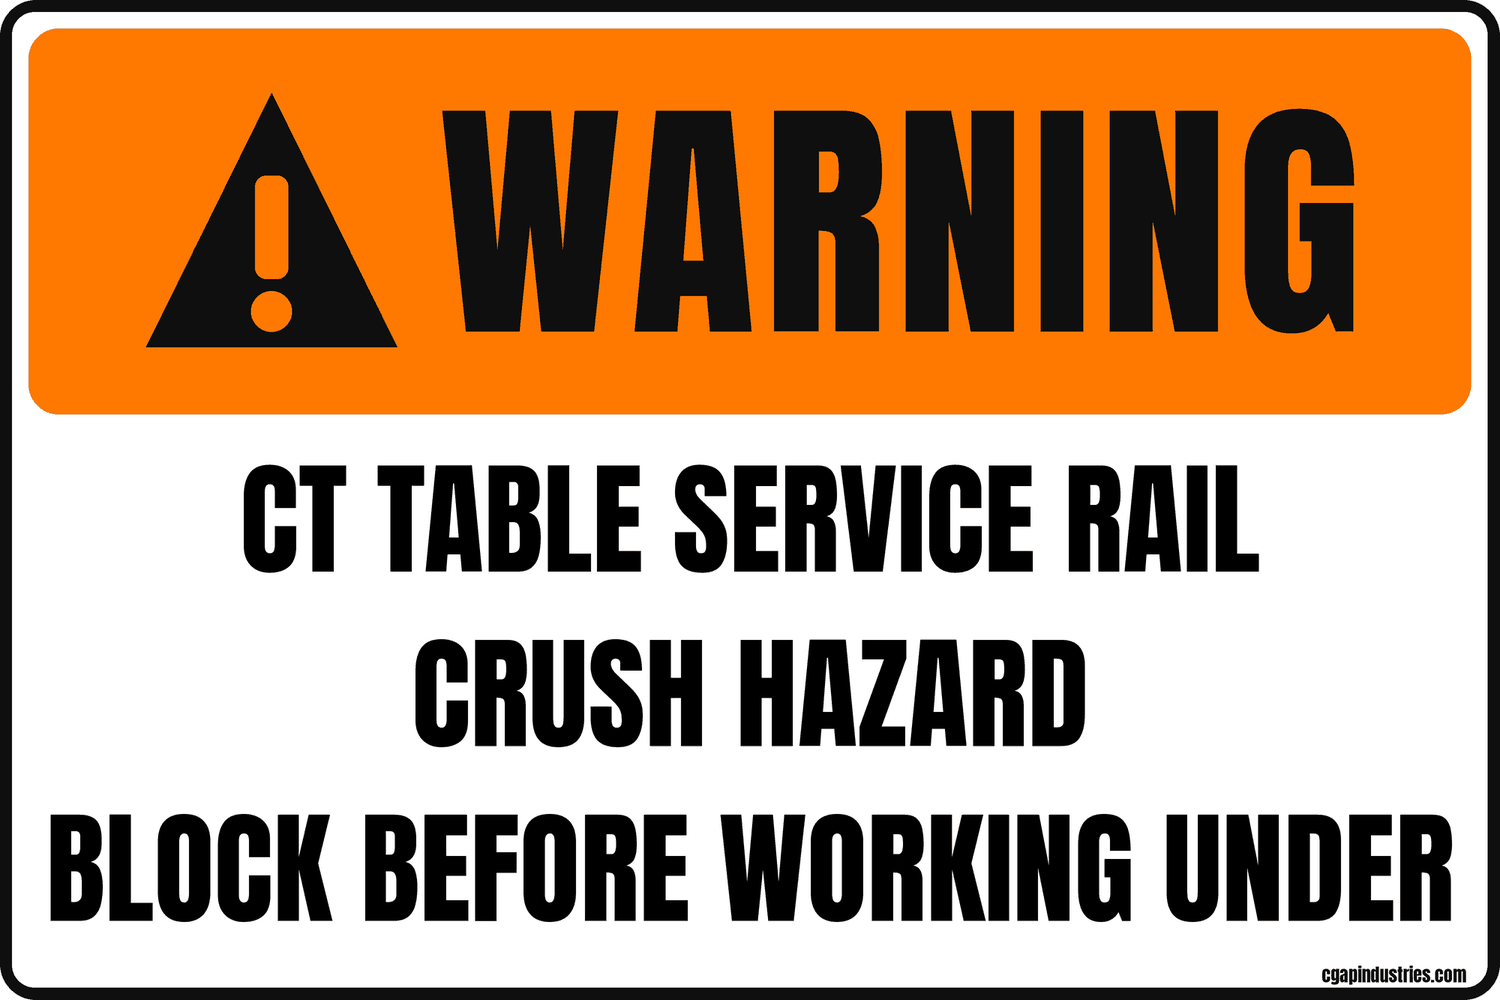 WARNING
CT TABLE SERVICE RAIL
CRUSH HAZARD
BLOCK BEFORE WORKING UNDER
cgapindustries.com